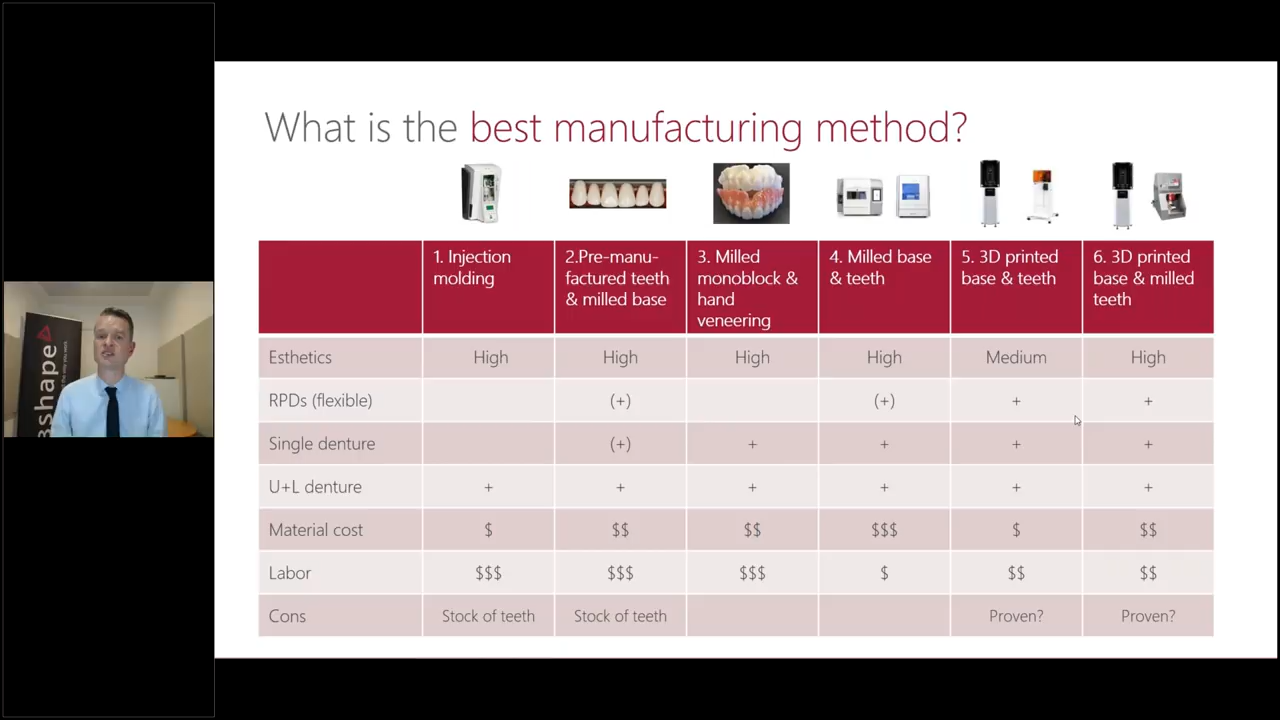 What is the best manufacturing method?
1. Injection
molding
2.Pre-manu-
factured teeth
& milled base
3. Milled
monoblock &
hand
veneering
4. Milled base
& teeth
5. 3D printed
base & teeth
6. 3D printed
base & milled
teeth
Esthetics High High High High Medium High
RPDs (flexible) (+) (+) + +
Single denture (+) + + + +
U+L denture + + + + + +
Material cost $ $$ $$ $$$ $ $$
Labor $$$ $$$ $$$ $ $$ $$
Cons Stock of teeth Stock of teeth Proven? Proven?
3shape